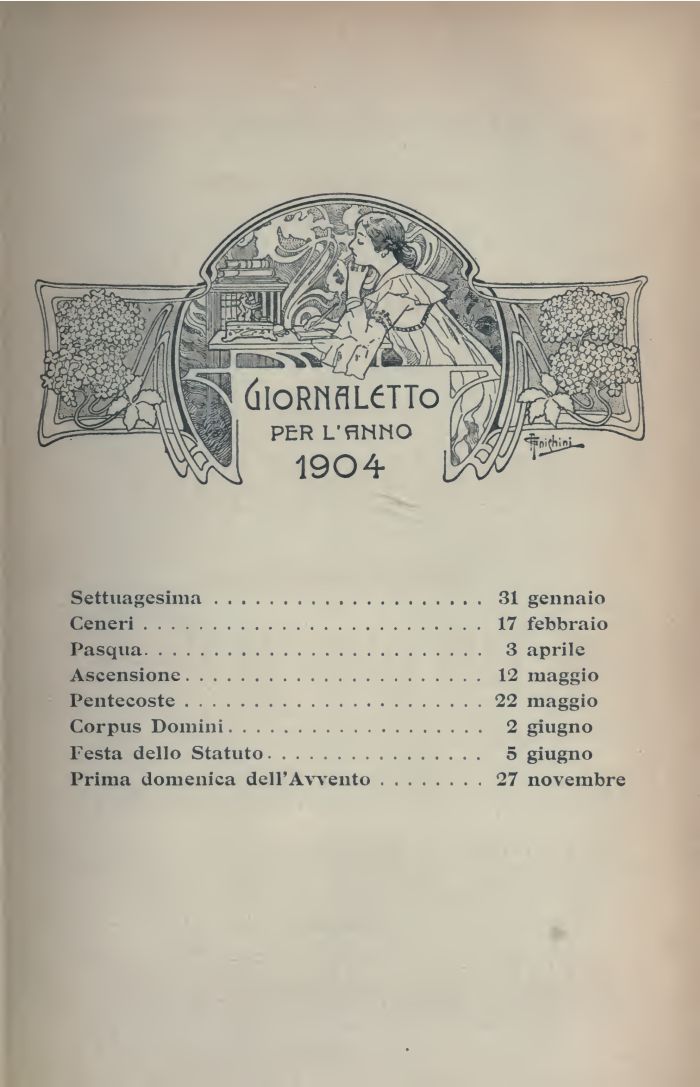 GIORNALETTO
PER L'ANNO
1904
Anichini
Settuagesima . . . . . . . . . . . . . . . . . . . . 31 gennaio
Ceneri . . . . . . . . . . . . . . . . . . . . . . . . . 17 febbraio
Pasqua. . . . . . . . . . . . . . . . . . . . . . . . . 3 aprile
Ascensione . . . . . . . . . . . . . . . . . . . . . . 12 maggio
Pentecoste . . . . . . . . . . . . . . . . . . . . . . 22 maggio
Corpus Domini . . . . . . . . . . . . . . . . . . . 2 giugno
Festa dello Statuto . . . . . . . . . . . . . . . . 5 giugno
Prima domenica dell'Avvento . . . . . . . . 27 novembre